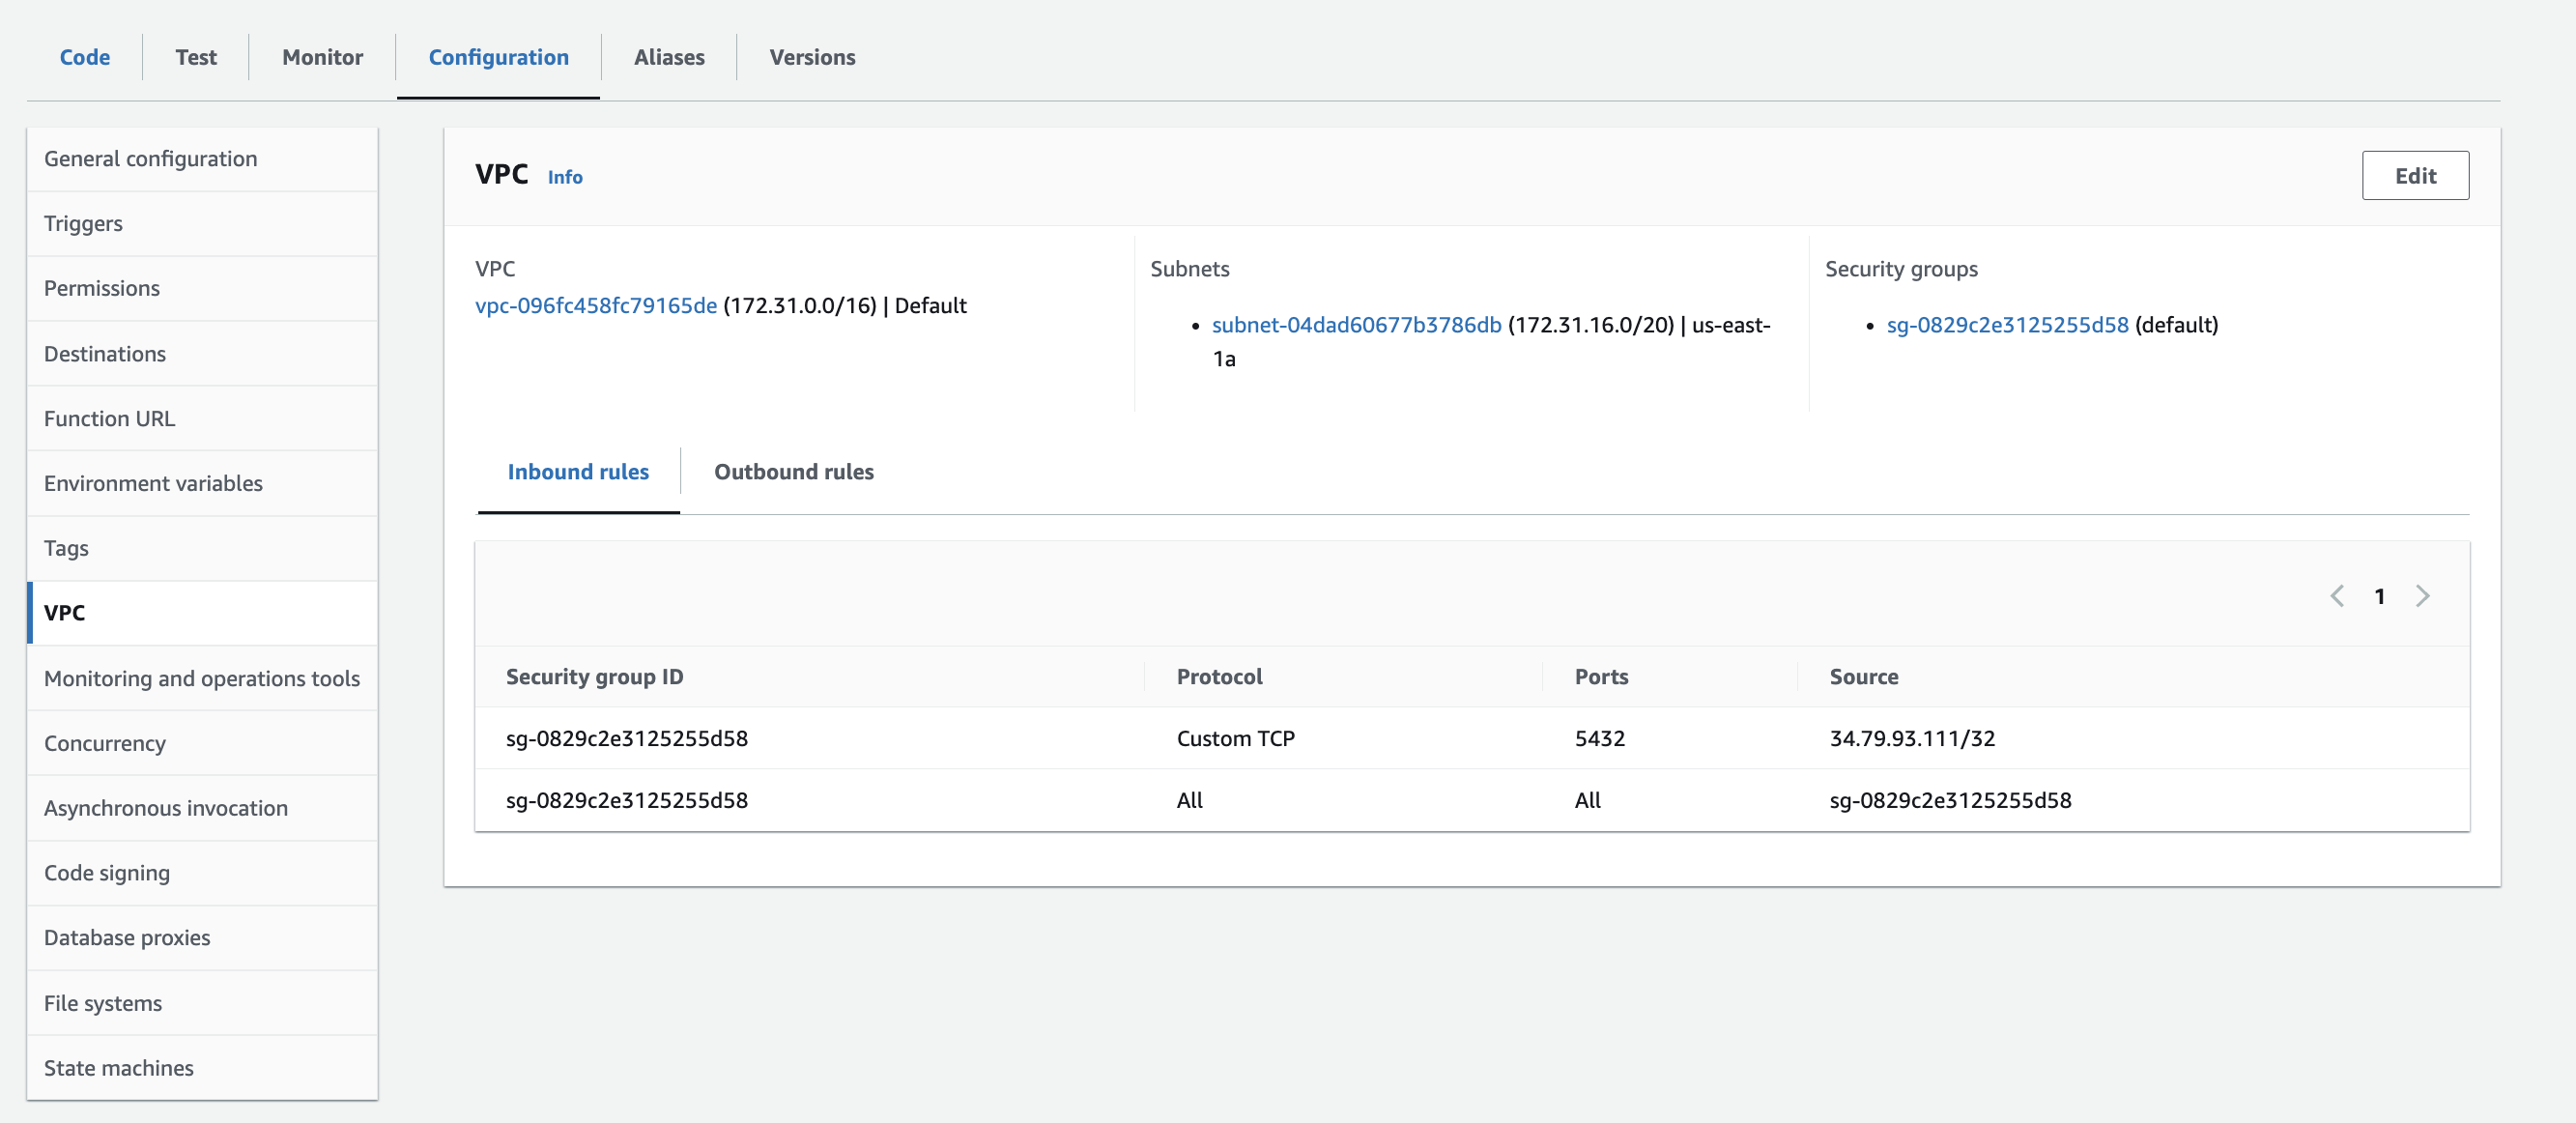 Code Test Monitor Configuration Aliases Versions
General configuration
Triggers
Permissions
Destinations
Function URL
Environment variables
Tags
VPC
Monitoring and operations tools
Concurrency
Asynchronous invocation
Code signing
Database proxies
File systems
State machines
VPC Info
Edit
VPC
vpc-096fc458fc79165de (172.31.0.0/16) | Default
Subnets
• subnet-04dad60677b3786db (172.31.16.0/20) | us-east-
1a
Security groups
• sg-0829c2e3125255d58 (default)
Inbound rules Outbound rules
1
Security group ID Protocol Ports Source
sg-0829c2e3125255d58 Custom TCP 5432 34.79.93.111/32
sg-0829c2e3125255d58 All All sg-0829c2e3125255d58